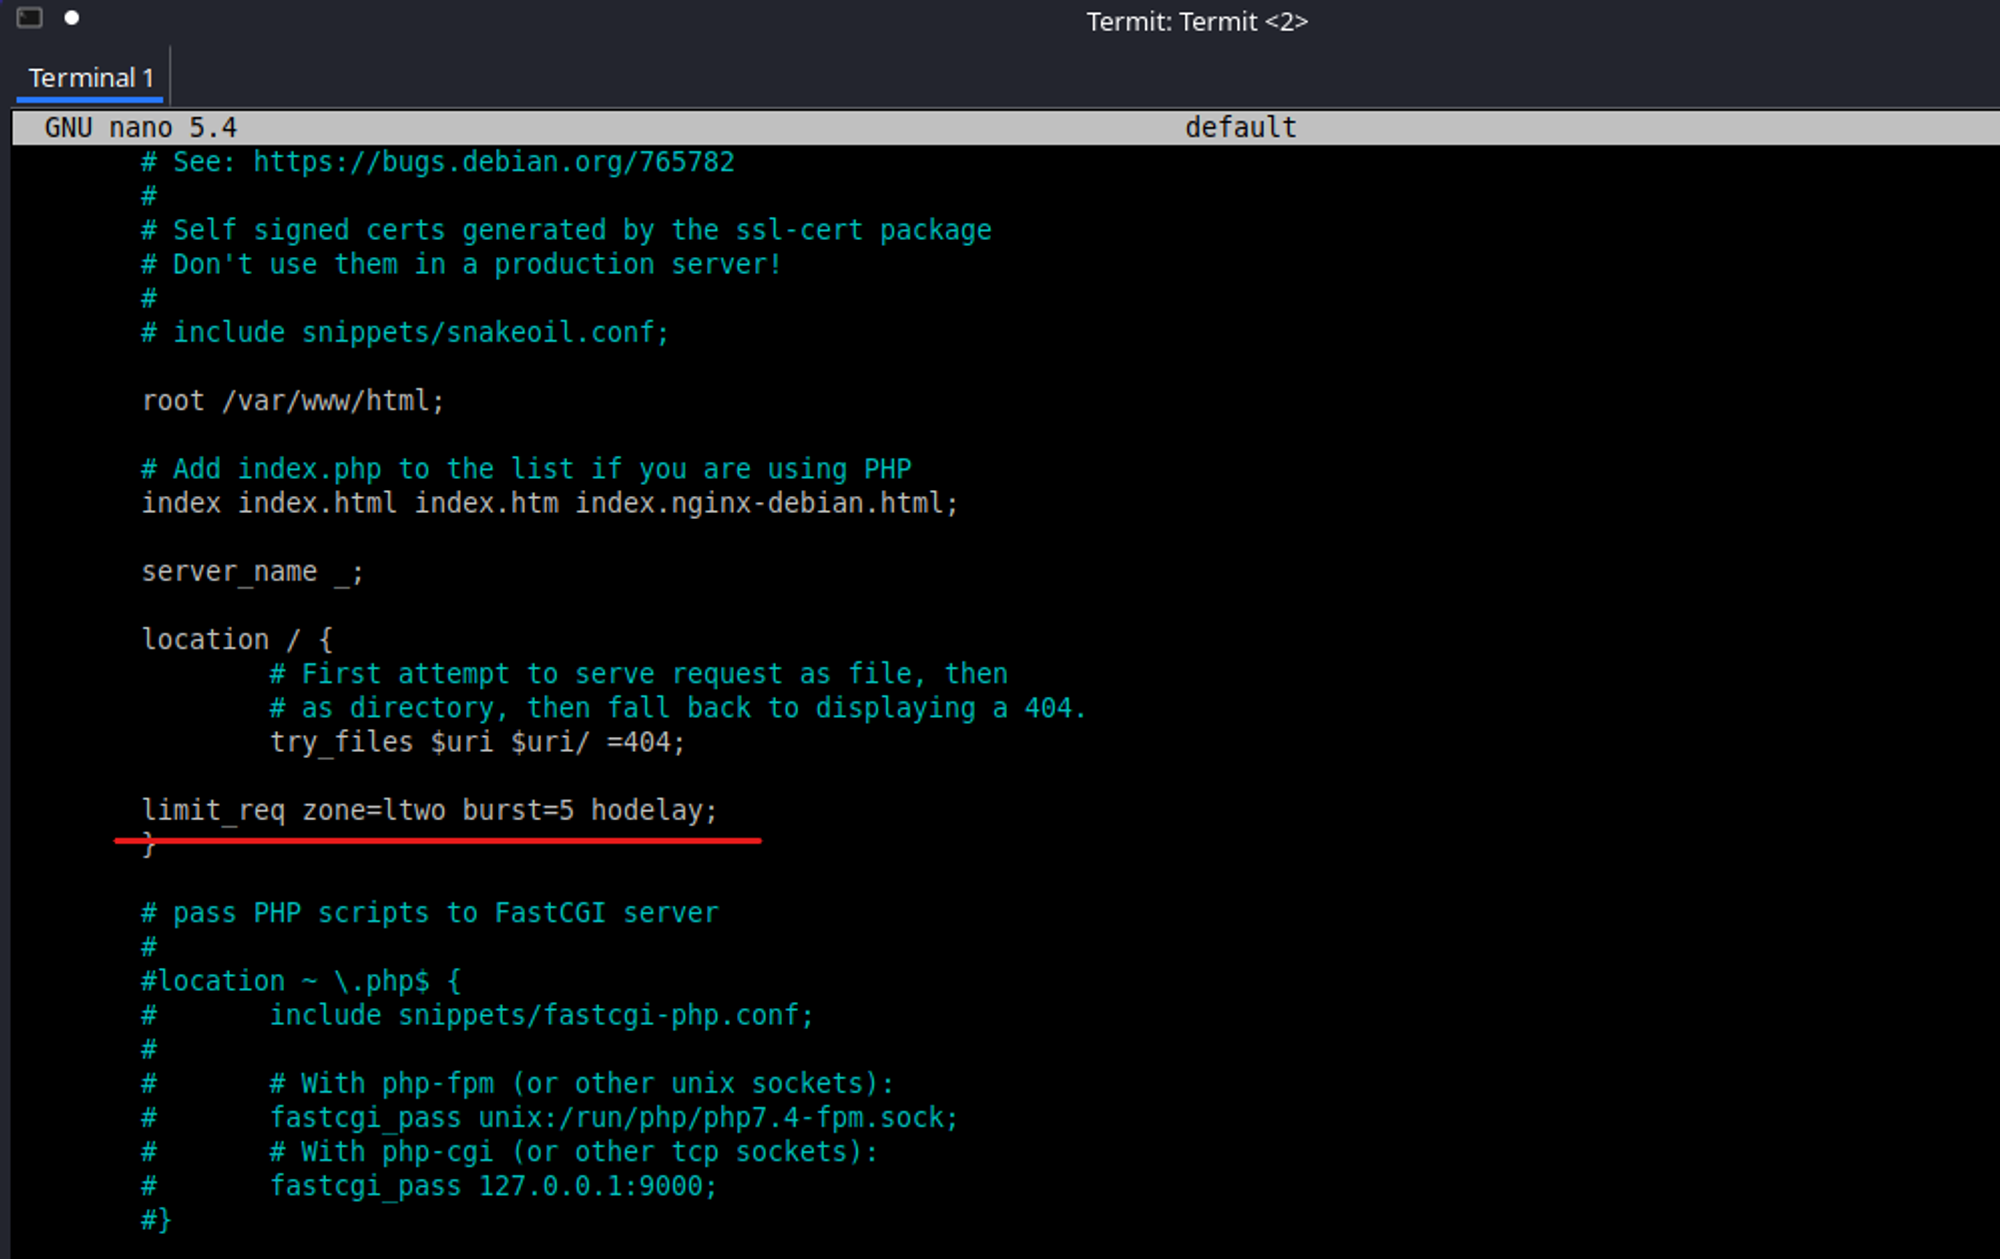 Termit: Termit <2>
Terminal 1
GNU nano 5.4 default
# See: https://bugs.debian.org/765782
#
# Self signed certs generated by the ssl-cert package
# Don't use them in a production server!
#
# include snippets/snakeoil.conf;
root /var/www/html;
# Add index.php to the list if you are using PHP
index index.html index.htm index.nginx-debian.html;
server_name _;
location / {
# First attempt to serve request as file, then
# as directory, then fall back to displaying a 404.
try_files $uri $uri/ =404;
limit_req zone=ltwo burst=5 hodelay;
}
# pass PHP scripts to FastCGI server
#
#location ~ \.php$ {
# include snippets/fastcgi-php.conf;
#
# # With php-fpm (or other unix sockets):
# fastcgi_pass unix:/run/php/php7.4-fpm.sock;
# # With php-cgi (or other tcp sockets):
# fastcgi_pass 127.0.0.1:9000;
#}